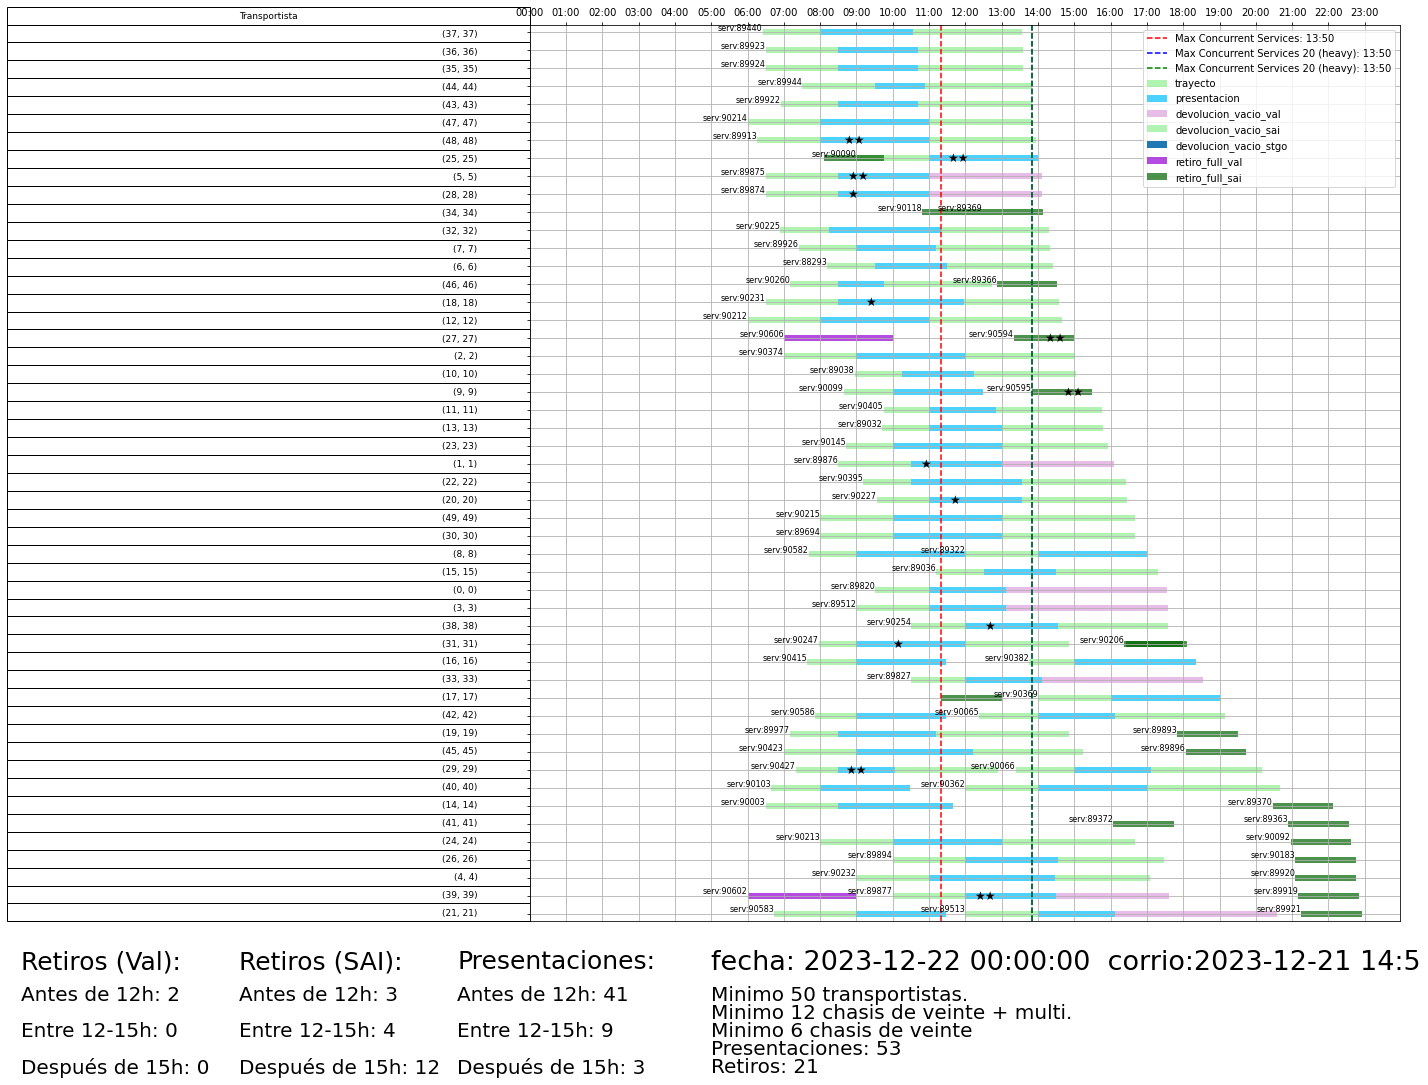 Transportista
00:00 01:00 02:00 03:00 04:00 05:00 06:00 07:00 08:00 09:00 10:00 11:00 12:00 13:00 14:00 15:00 16:00 17:00 18:00 19:00 20:00 21:00 22:00 23:00
Max Concurrent Services: 13:50
Max Concurrent Services 20 (heavy): 13:50
Max Concurrent Services 20 (heavy): 13:50
trayecto
presentacion
devolucion_vacio_val
devolucion_vacio_sai
devolucion_vacio_stgo
retiro_full_val
retiro_full_sai
(37, 37) serv:89440
(36, 36) serv:89923
(35, 35) serv:89924
(44, 44) serv:89944
(43, 43) serv:89922
(47, 47) serv:90214
(48, 48) serv:89913
(25, 25) serv:90090
(5, 5) serv:89875
(28, 28) serv:89874
(34, 34) serv:90118 serv:89369
(32, 32) serv:90225
(7, 7) serv:89926
(6, 6) serv:88293
(46, 46) serv:90260 serv:89366
(18, 18) serv:90231
(12, 12) serv:90212
(27, 27) serv:90606 serv:90594
(2, 2) serv:90374
(10, 10) serv:89038
(9, 9) serv:90099 serv:90595
(11, 11) serv:90405
(13, 13) serv:89032
(23, 23) serv:90145
(1, 1) serv:89876
(22, 22) serv:90395
(20, 20) serv:90227
(49, 49) serv:90215
(30, 30) serv:89694
(8, 8) serv:90582 serv:89322
(15, 15) serv:89036
(0, 0) serv:89820
(3, 3) serv:89512
(38, 38) serv:90254
(31, 31) serv:90247 serv:90206
(16, 16) serv:90415 serv:90382
(33, 33) serv:89827
(17, 17) serv:90369
(42, 42) serv:90586 serv:90065
(19, 19) serv:89977 serv:89893
(45, 45) serv:90423 serv:89896
(29, 29) serv:90427 serv:90066
(40, 40) serv:90103 serv:90362
(14, 14) serv:90003 serv:89370
(41, 41) serv:89372 serv:89363
(24, 24) serv:90213 serv:90092
(26, 26) serv:89894 serv:90183
(4, 4) serv:90232 serv:89920
(39, 39) serv:90602 serv:89877 serv:89919
(21, 21) serv:90583 serv:89513 serv:89921
Retiros (Val):
Antes de 12h: 2
Entre 12-15h: 0
Después de 15h: 0
Retiros (SAI):
Antes de 12h: 3
Entre 12-15h: 4
Después de 15h: 12
Presentaciones:
Antes de 12h: 41
Entre 12-15h: 9
Después de 15h: 3
fecha: 2023-12-22 00:00:00 corrio:2023-12-21 14:5
Minimo 50 transportistas.
Minimo 12 chasis de veinte + multi.
Minimo 6 chasis de veinte
Presentaciones: 53
Retiros: 21